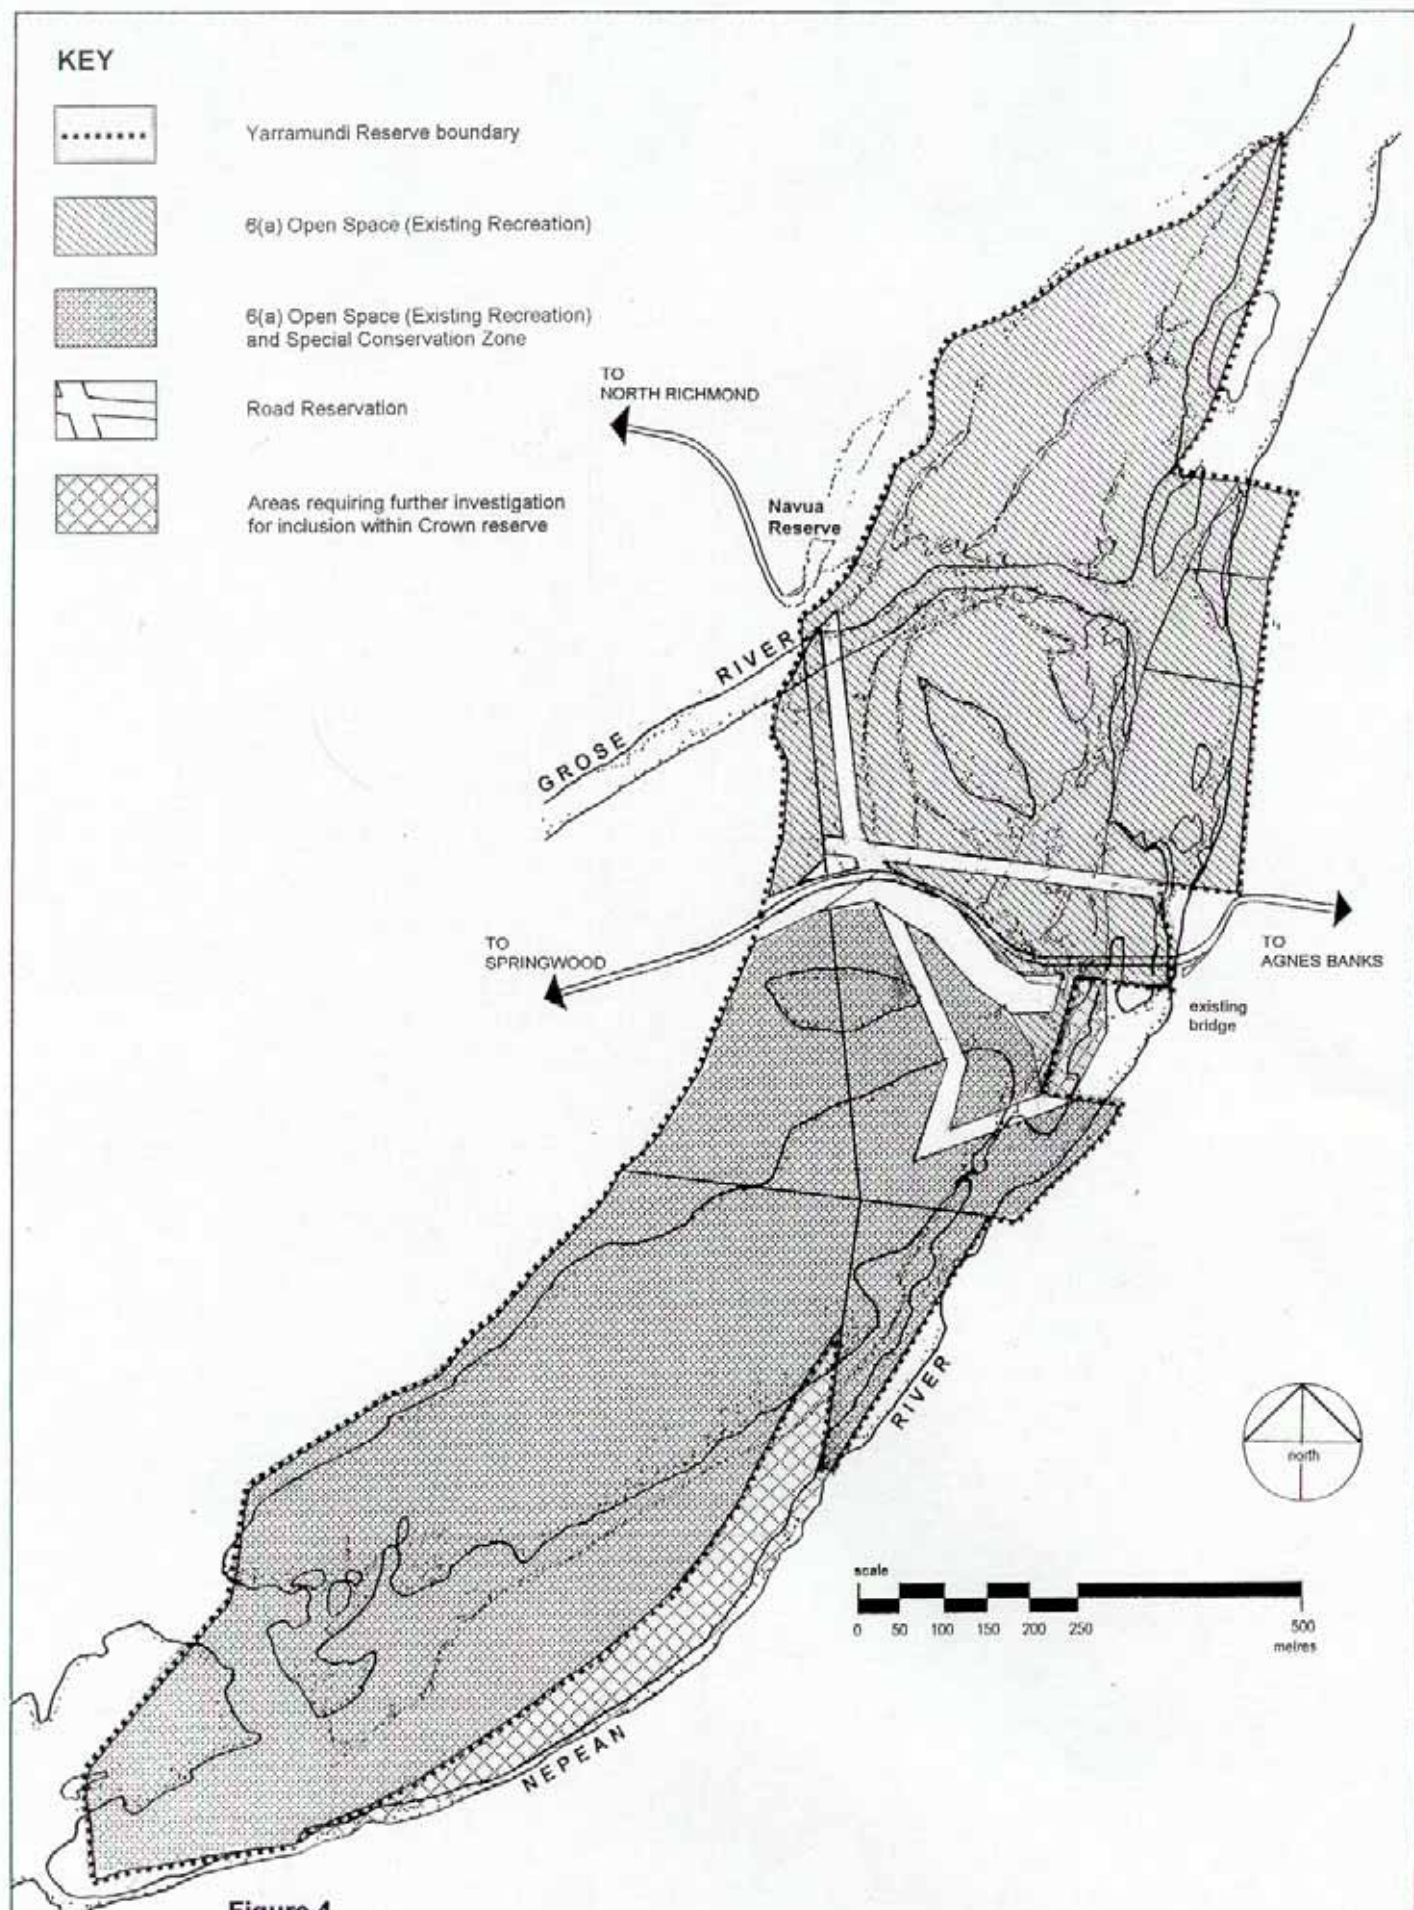 KEY
Yarramundi Reserve boundary
6(a) Open Space (Existing Recreation)
6(a) Open Space (Existing Recreation)
and Special Conservation Zone
Road Reservation
Areas requiring further investigation
for inclusion within Crown reserve
TO
NORTH RICHMOND
Navua
Reserve
GROSE RIVER
TO
SPRINGWOOD
TO
AGNES BANKS
existing
bridge
NEPEAN RIVER
north
scale
0 50 100 150 200 250 500
metres
Figure 4